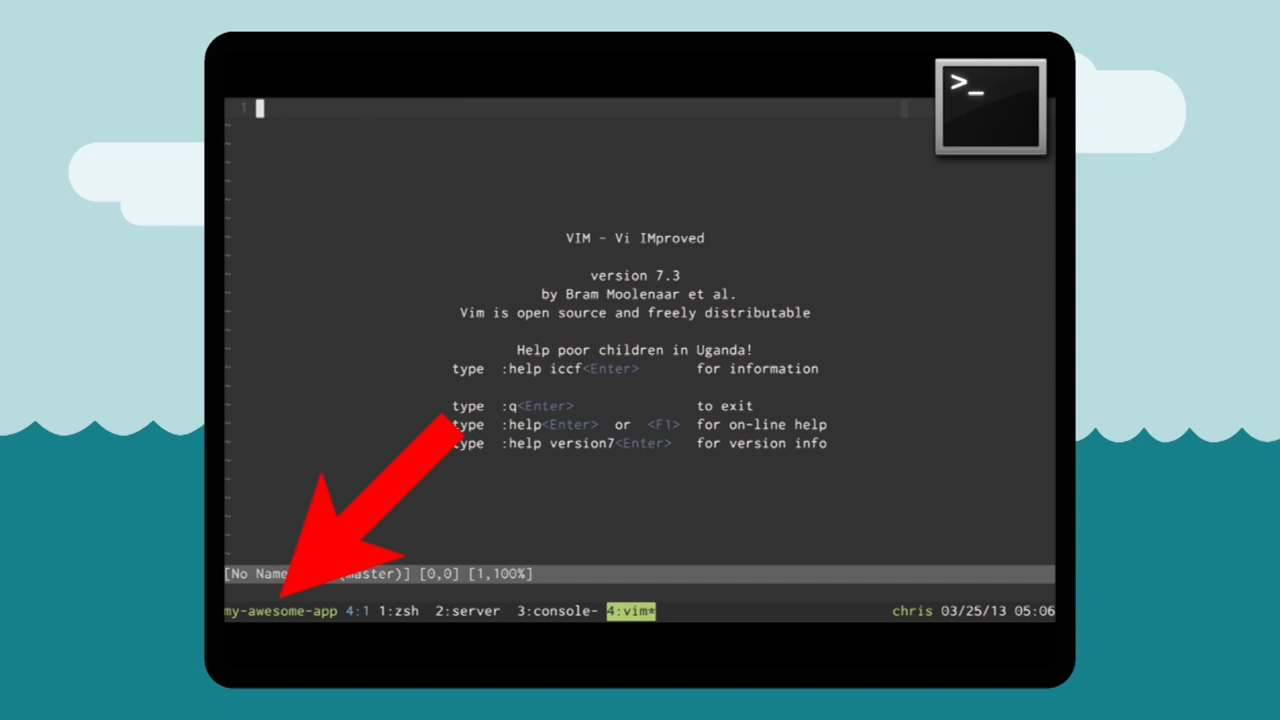 >_
1
VIM - Vi IMproved
version 7.3
by Bram Moolenaar et al.
Vim is open source and freely distributable
Help poor children in Uganda!
type :help iccf<Enter> for information
type :q<Enter> to exit
type :help<Enter> or <F1> for on-line help
type :help version7<Enter> for version info
[No Name master)] [0,0] [1,100%]
my-awesome-app 4:1 1:zsh 2:server 3:console- 4:vim* chris 03/25/13 05:06